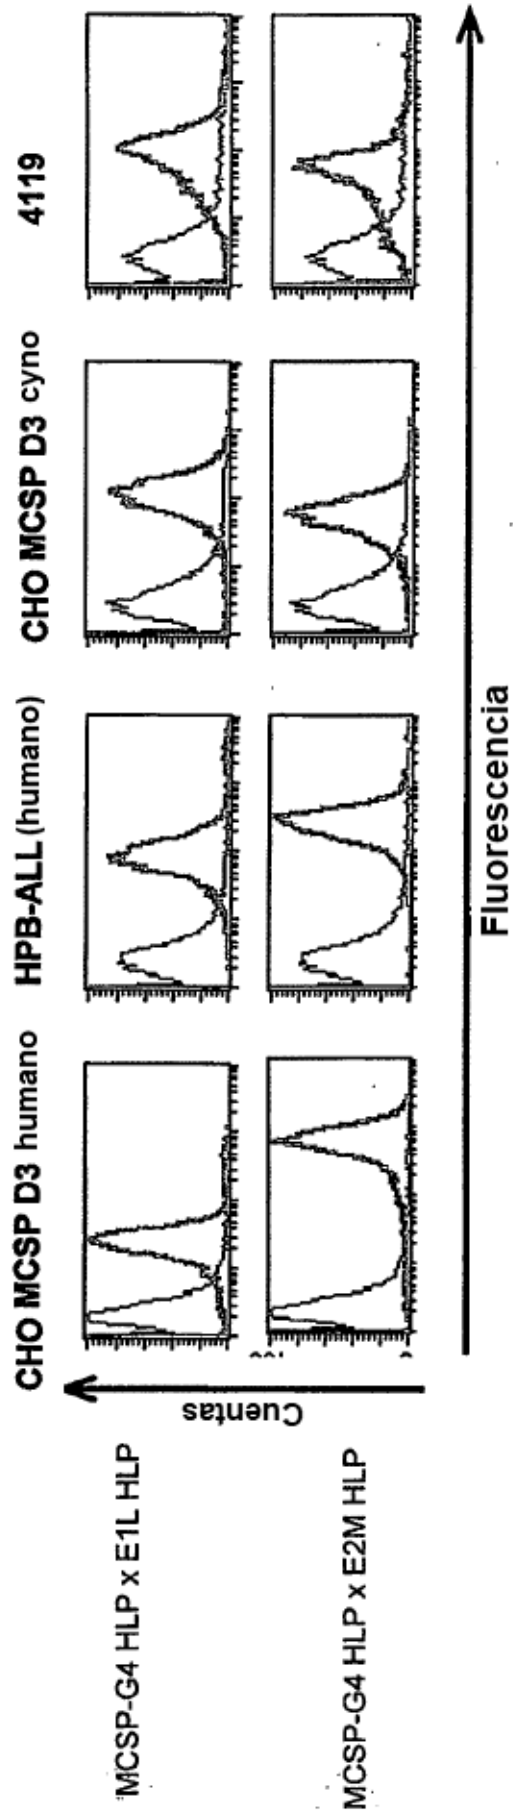 CHO MCSP D3 humano
HPB-ALL (humano)
CHO MCSP D3 cyno
4119
MCSP-G4 HLP x E1L HLP
MCSP-G4 HLP x E2M HLP
Cuentas
Fluorescencia